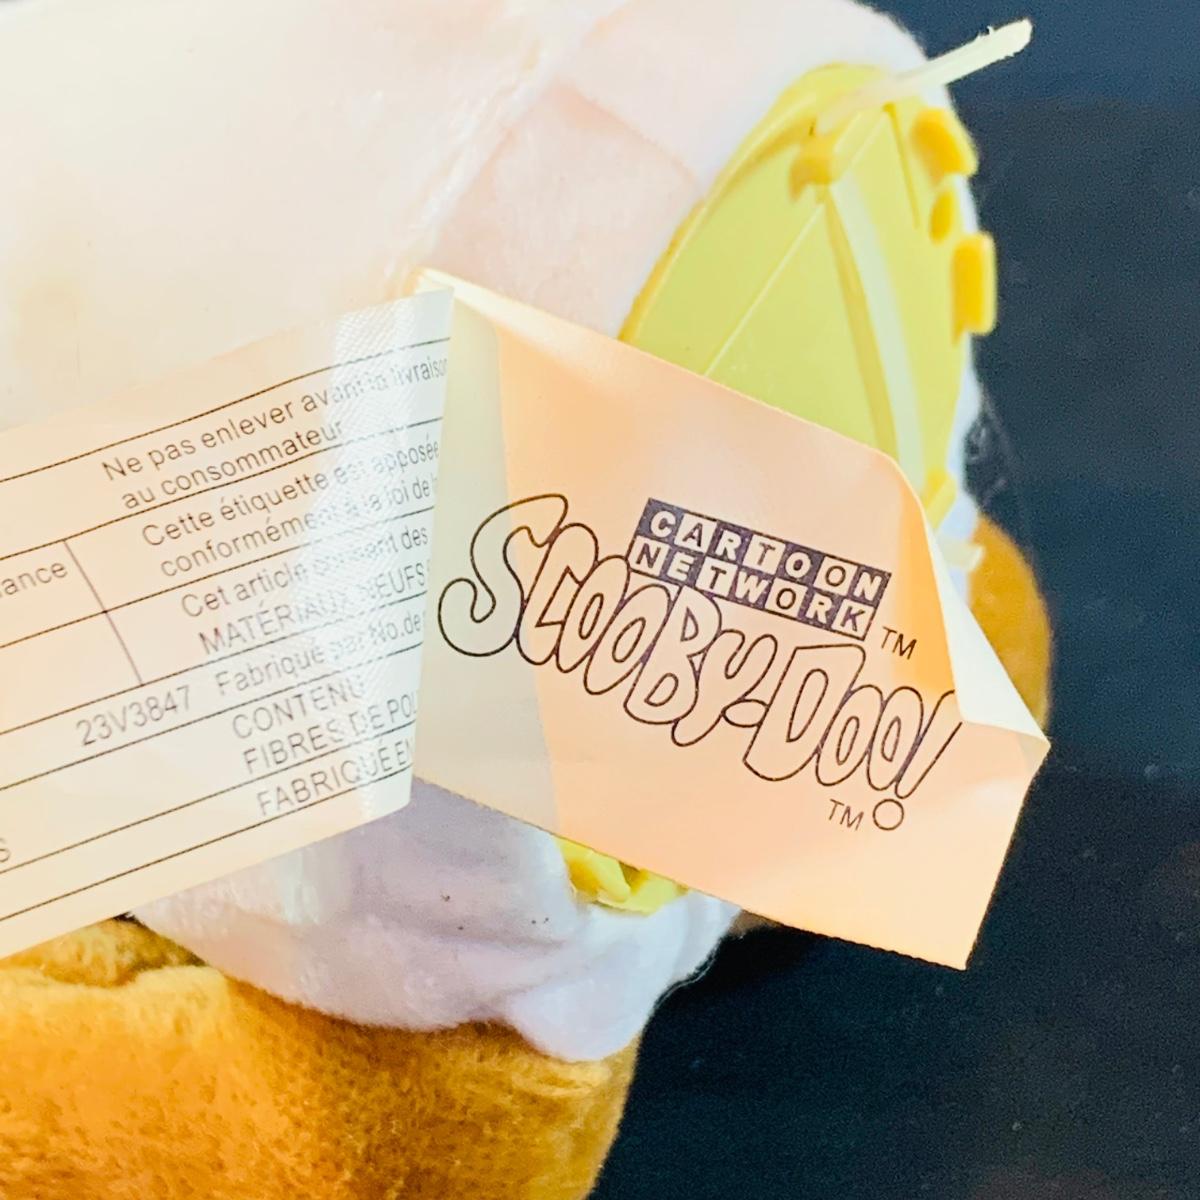 Ne pas enlever avant la livraison
au consommateur
Cette étiquette est apposée
conformément à la loi de
Cet article contient des
MATÉRIAUX NEUFS
23V3847 Fabriqué par No.de
CONTENU
FIBRES DE
FABRIQUÉ EN
CARTOON
NETWORK TM
SCOOBY-DOO!
TM